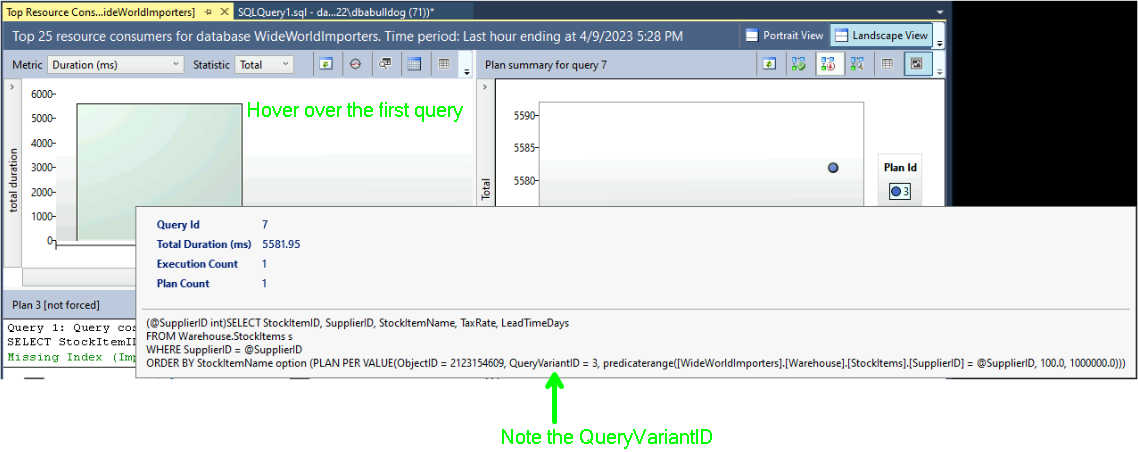 Top Resource Cons...ideWorldImporters]
SQLQuery1.sql - da...22\dbabulldog (71))*
Top 25 resource consumers for database WideWorldImporters. Time period: Last hour ending at 4/9/2023 5:28 PM
Portrait View
Landscape View
Metric Duration (ms)
Statistic Total
Plan summary for query 7
6000
5000
4000
3000
2000
1000
0
total duration
Hover over the first query
5590
5585
5580
Total
Plan Id
3
Query Id 7
Total Duration (ms) 5581.95
Execution Count 1
Plan Count 1
(@SupplierID int)SELECT StockItemID, SupplierID, StockItemName, TaxRate, LeadTimeDays
FROM Warehouse.StockItems s
WHERE SupplierID = @SupplierID
ORDER BY StockItemName option (PLAN PER VALUE(ObjectID = 2123154609, QueryVariantID = 3, predicaterange([WideWorldImporters].[Warehouse].[StockItems].[SupplierID] = @SupplierID, 100.0, 1000000.0)))
Plan 3 [not forced]
Query 1: Query cos
SELECT StockItemID
Missing Index (Imp
Note the QueryVariantID